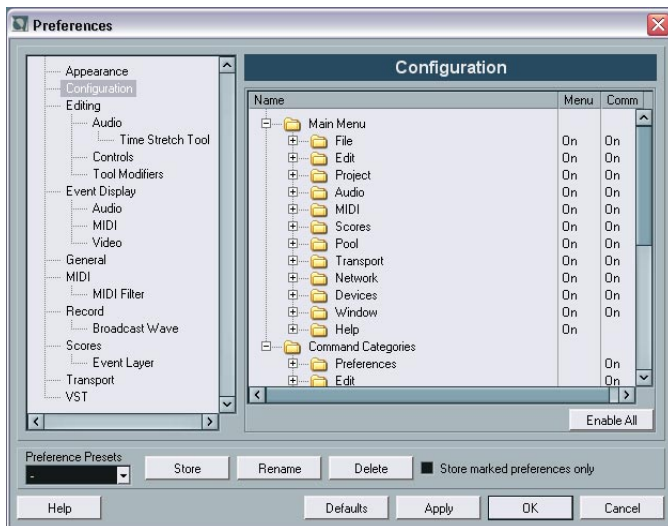 Preferences
Appearance
Configuration
Editing
Audio
Time Stretch Tool
Controls
Tool Modifiers
Event Display
Audio
MIDI
Video
General
MIDI
MIDI Filter
Record
Broadcast Wave
Scores
Event Layer
Transport
VST
Configuration
Name Menu Comm
Main Menu
File On On
Edit On On
Project On On
Audio On On
MIDI On On
Scores On On
Pool On On
Transport On On
Network On On
Devices On On
Window On On
Help On
Command Categories
Preferences On
Edit On
Enable All
Preference Presets
-
Store Rename Delete Store marked preferences only
Help Defaults Apply OK Cancel